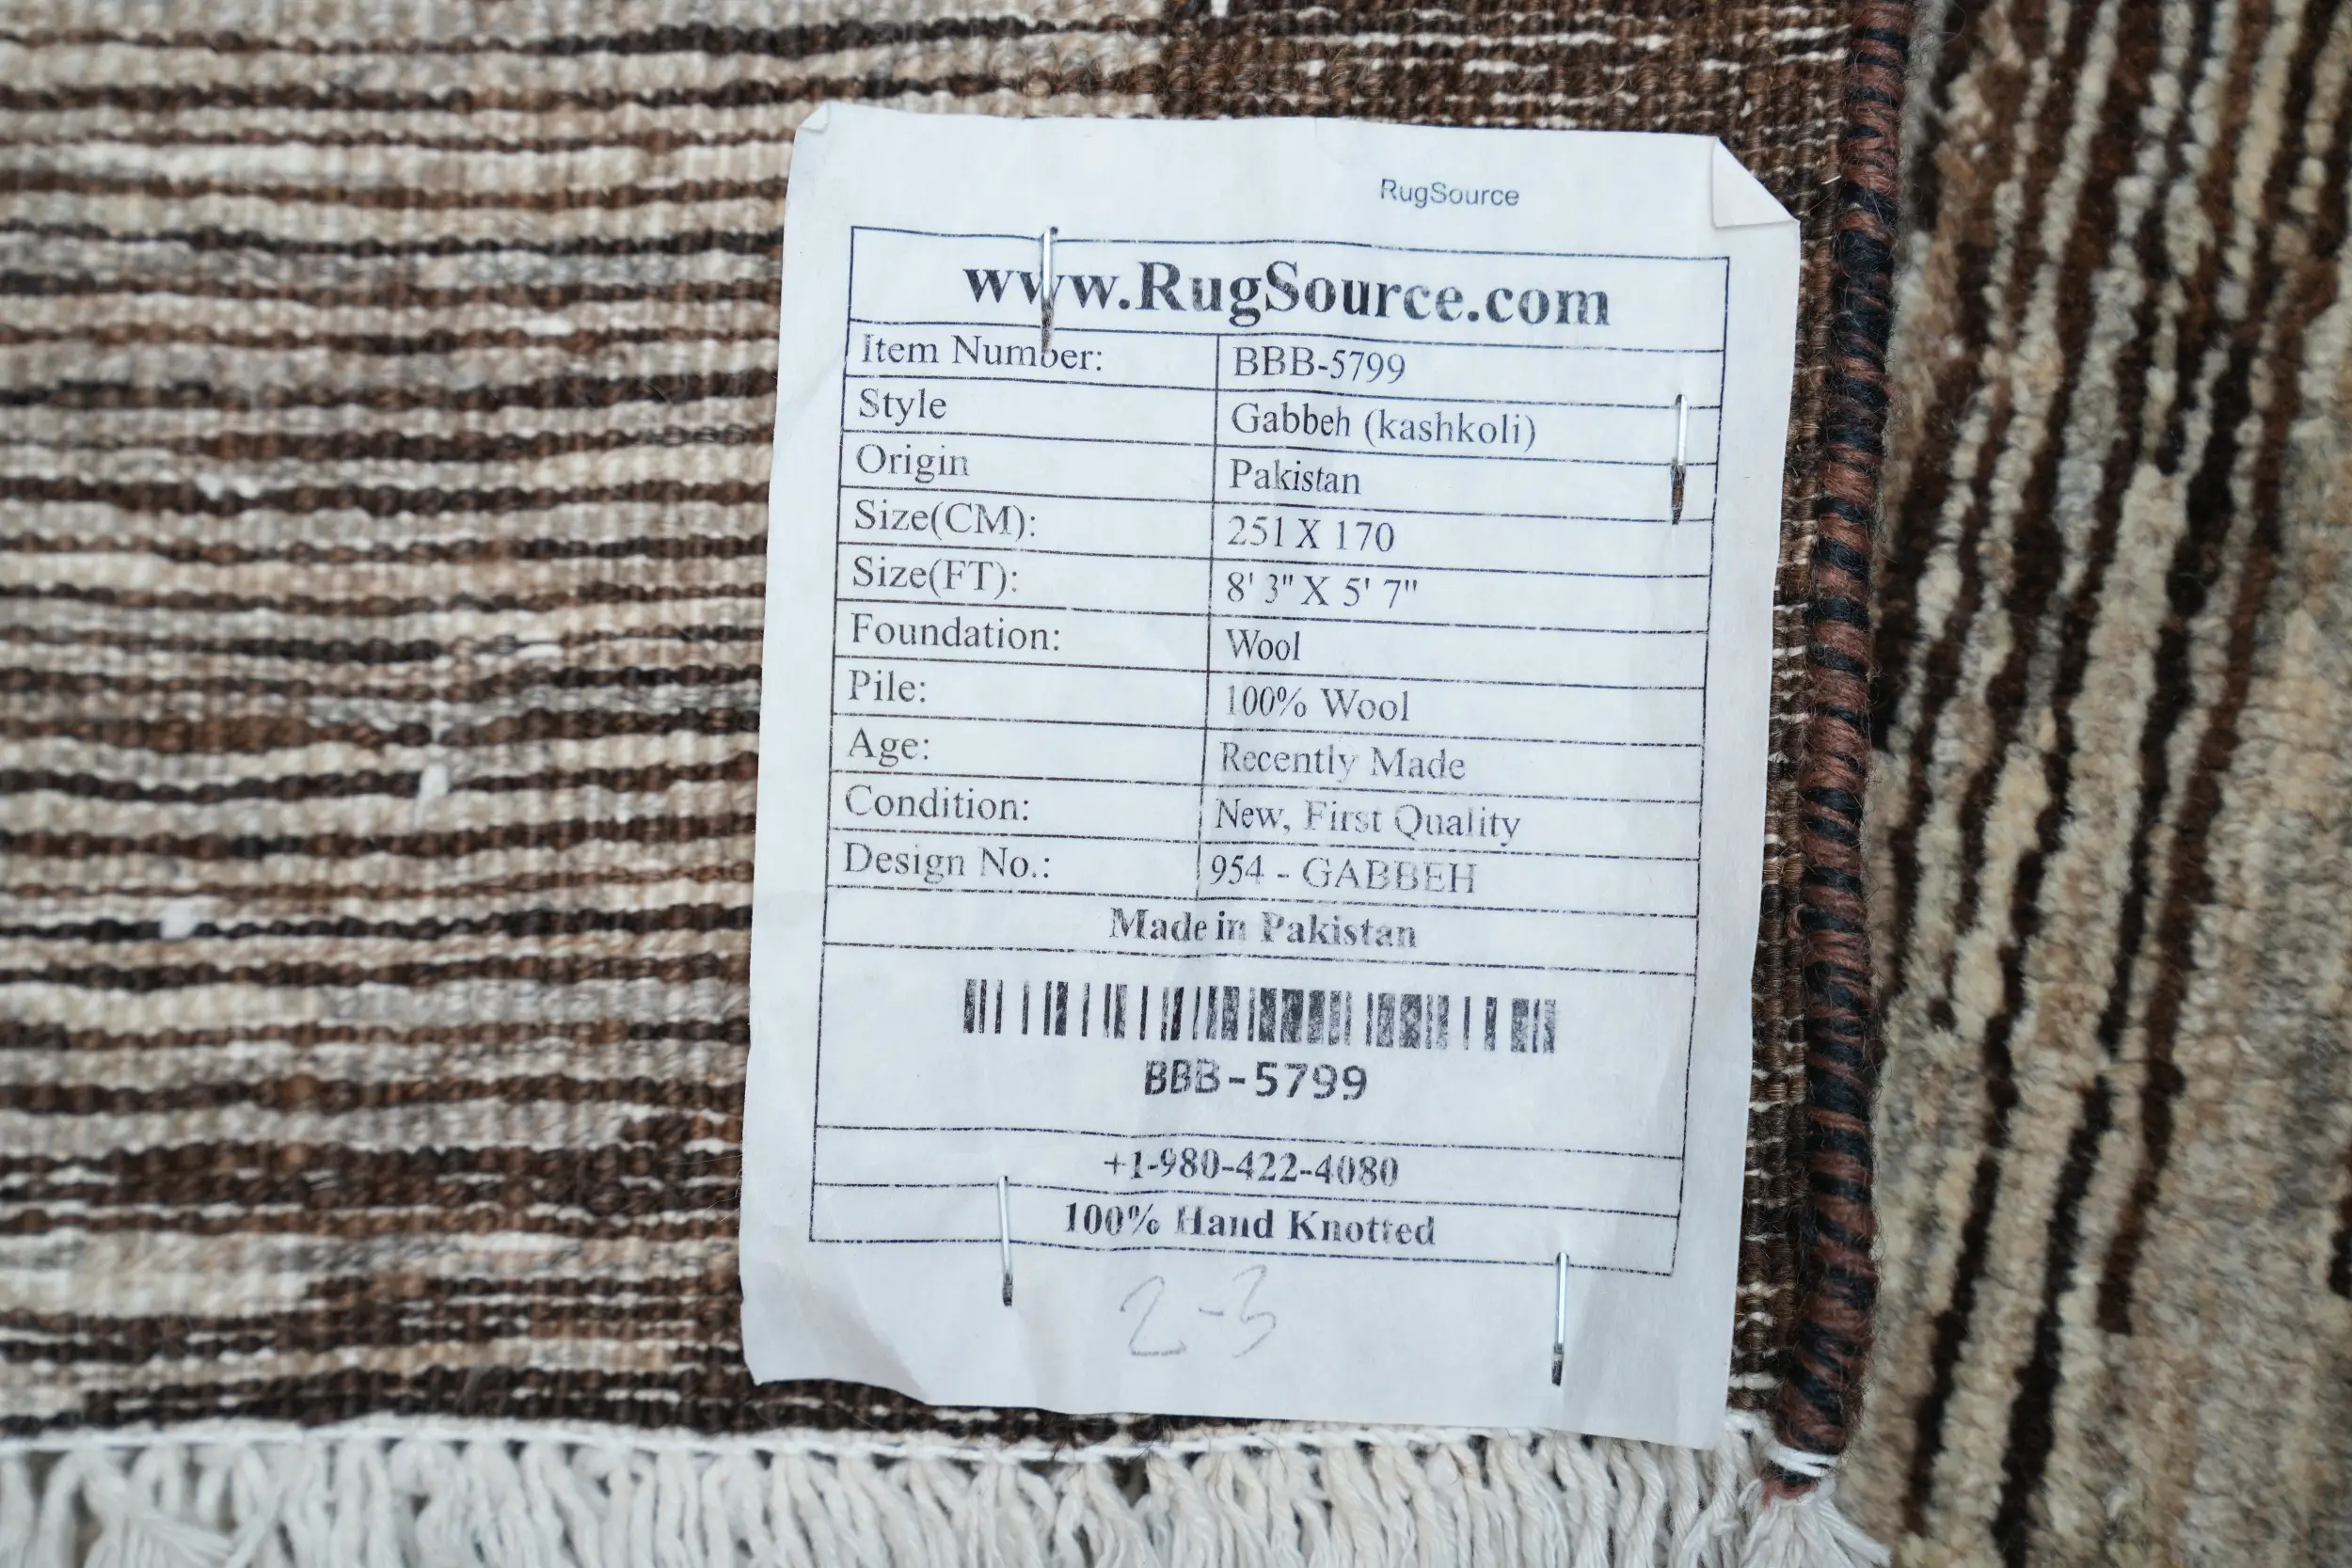 RugSource
www.RugSource.com
Item Number: BBB-5799
Style Gabbeh (kashkoli)
Origin Pakistan
Size(CM): 251 X 170
Size(FT): 8' 3" X 5' 7"
Foundation: Wool
Pile: 100% Wool
Age: Recently Made
Condition: New, First Quality
Design No.: 954 - GABBEH
Made in Pakistan
BBB-5799
+1-980-422-4080
100% Hand Knotted
2-3